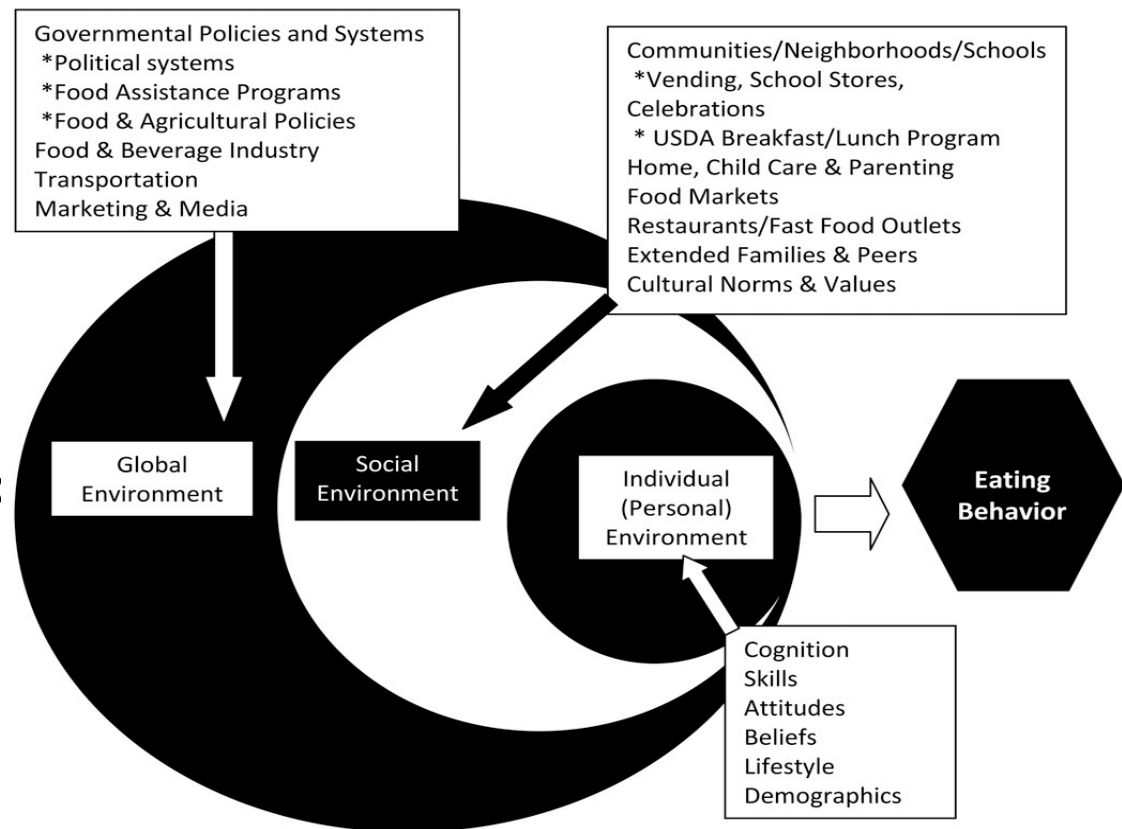 Governmental Policies and Systems
*Political systems
*Food Assistance Programs
*Food & Agricultural Policies
Food & Beverage Industry
Transportation
Marketing & Media
Communities/Neighborhoods/Schools
*Vending, School Stores,
Celebrations
* USDA Breakfast/Lunch Program
Home, Child Care & Parenting
Food Markets
Restaurants/Fast Food Outlets
Extended Families & Peers
Cultural Norms & Values
Global
Environment
Social
Environment
Individual
(Personal)
Environment
Eating
Behavior
Cognition
Skills
Attitudes
Beliefs
Lifestyle
Demographics